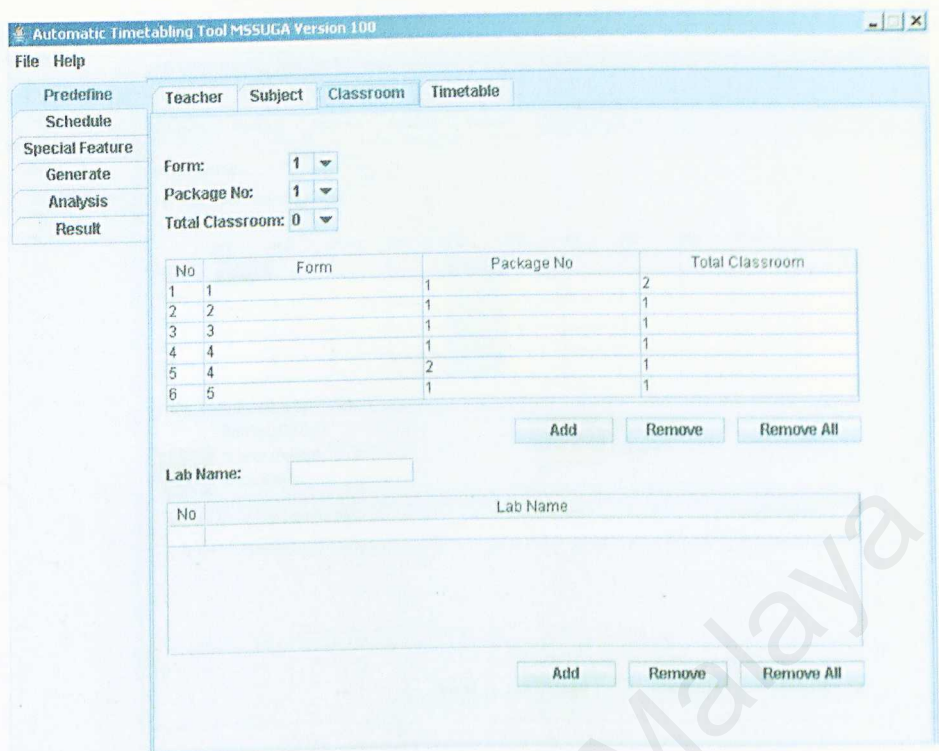 Automatic Timetabling Tool MSSUGA Version 100
File Help
Predefine
Schedule
Special Feature
Generate
Analysis
Result
Teacher Subject Classroom Timetable
Form: 1
Package No: 1
Total Classroom: 0
No Form Package No Total Classroom
1 1 1 2
2 2 1 1
3 3 1 1
4 4 1 1
5 4 2 1
6 5 1 1
Add Remove Remove All
Lab Name:
No Lab Name
Add Remove Remove All
Malaya